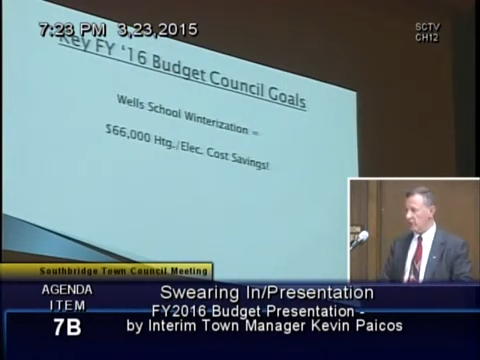 7:23 PM 3,23,2015
SCTV
CH12
Key FY '16 Budget Council Goals
Wells School Winterization =
$66,000 Htg./Elec. Cost Savings!
Southbridge Town Council Meeting
AGENDA
ITEM
7B
Swearing In/Presentation
FY2016 Budget Presentation -
by Interim Town Manager Kevin Paicos